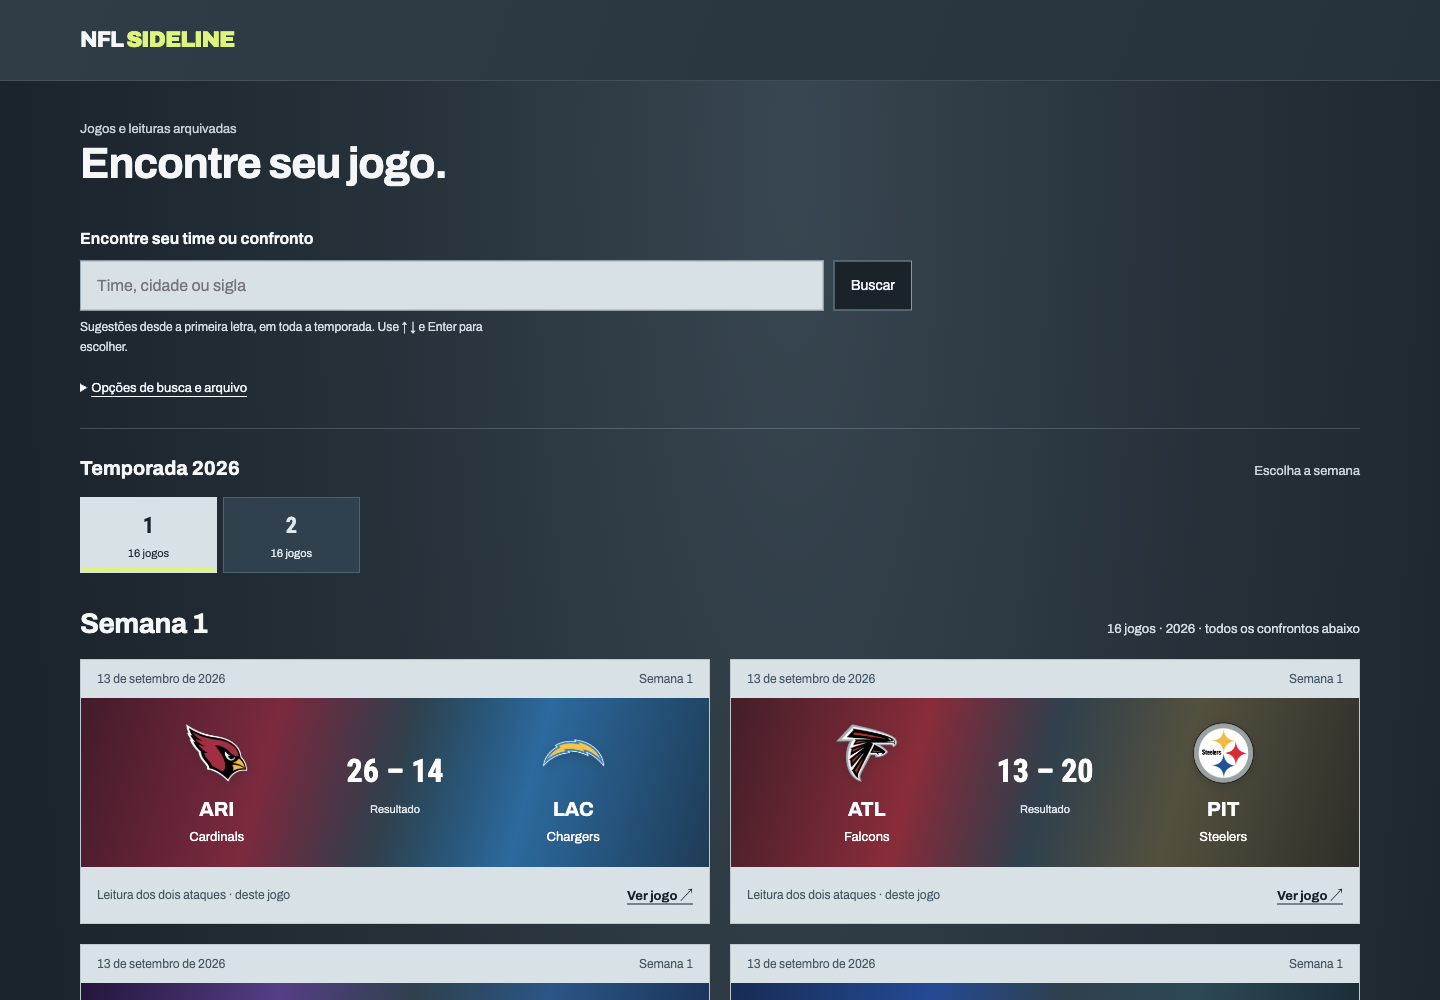 NFL SIDELINE
Jogos e leituras arquivadas
Encontre seu jogo.
Encontre seu time ou confronto
Time, cidade ou sigla
Buscar
Sugestões desde a primeira letra, em toda a temporada. Use ↑ ↓ e Enter para
escolher.
Opções de busca e arquivo
Temporada 2026
Escolha a semana
1
16 jogos
2
16 jogos
Semana 1
16 jogos · 2026 · todos os confrontos abaixo
13 de setembro de 2026
Semana 1
26 – 14
Resultado
ARI
Cardinals
LAC
Chargers
Leitura dos dois ataques · deste jogo
Ver jogo ↗
13 de setembro de 2026
Semana 1
Steelers
13 – 20
Resultado
ATL
Falcons
PIT
Steelers
Leitura dos dois ataques · deste jogo
Ver jogo ↗
13 de setembro de 2026
Semana 1
13 de setembro de 2026
Semana 1